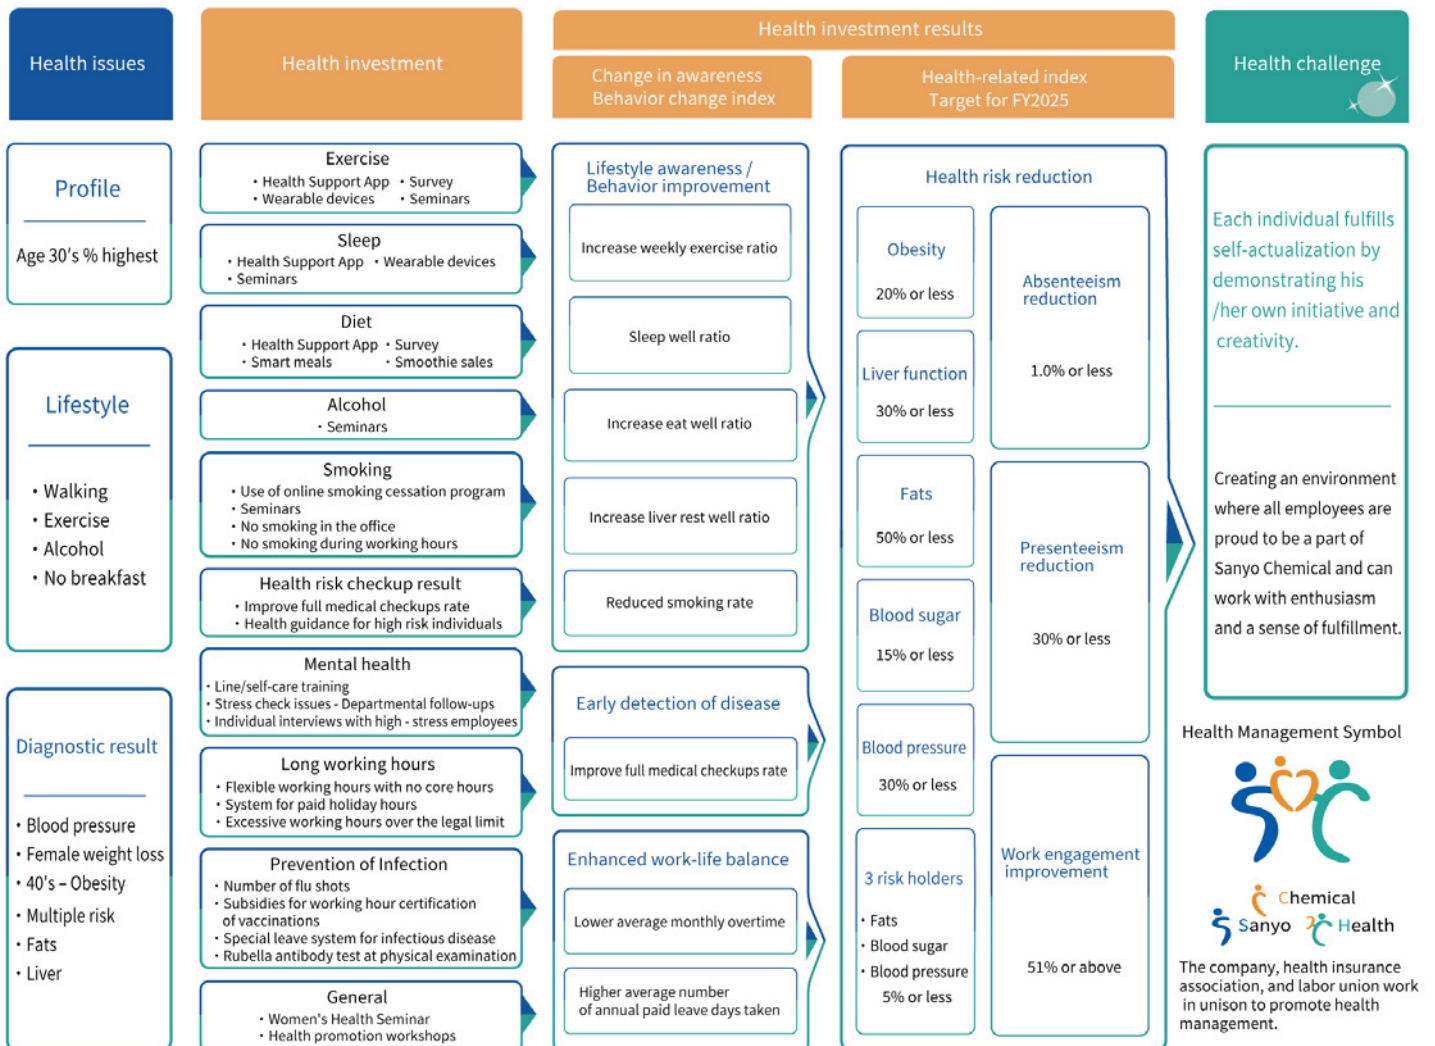 Health issues
Health investment
Health investment results
Change in awareness
Behavior change index
Health-related index
Target for FY2025
Health challenge
Profile
Age 30's % highest
Lifestyle
・Walking
・Exercise
・Alcohol
・No breakfast
Diagnostic result
・Blood pressure
・Female weight loss
・40's – Obesity
・Multiple risk
・Fats
・Liver
Exercise
・Health Support App ・Survey
・Wearable devices ・Seminars
Sleep
・Health Support App ・Wearable devices
・Seminars
Diet
・Health Support App ・Survey
・Smart meals ・Smoothie sales
Alcohol
・Seminars
Smoking
・Use of online smoking cessation program
・Seminars
・No smoking in the office
・No smoking during working hours
Health risk checkup result
・Improve full medical checkups rate
・Health guidance for high risk individuals
Mental health
・Line/self-care training
・Stress check issues - Departmental follow-ups
・Individual interviews with high - stress employees
Long working hours
・Flexible working hours with no core hours
・System for paid holiday hours
・Excessive working hours over the legal limit
Prevention of Infection
・Number of flu shots
・Subsidies for working hour certification
of vaccinations
・Special leave system for infectious disease
・Rubella antibody test at physical examination
General
・Women's Health Seminar
・Health promotion workshops
Lifestyle awareness /
Behavior improvement
Increase weekly exercise ratio
Sleep well ratio
Increase eat well ratio
Increase liver rest well ratio
Reduced smoking rate
Early detection of disease
Improve full medical checkups rate
Enhanced work-life balance
Lower average monthly overtime
Higher average number
of annual paid leave days taken
Health risk reduction
Obesity
20% or less
Liver function
30% or less
Fats
50% or less
Blood sugar
15% or less
Blood pressure
30% or less
3 risk holders
・Fats
・Blood sugar
・Blood pressure
5% or less
Absenteeism
reduction
1.0% or less
Presenteeism
reduction
30% or less
Work engagement
improvement
51% or above
Each individual fulfills
self-actualization by
demonstrating his
/her own initiative and
creativity.
Creating an environment
where all employees are
proud to be a part of
Sanyo Chemical and can
work with enthusiasm
and a sense of fulfillment.
Health Management Symbol
Chemical
Sanyo Health
The company, health insurance
association, and labor union work
in unison to promote health
management.